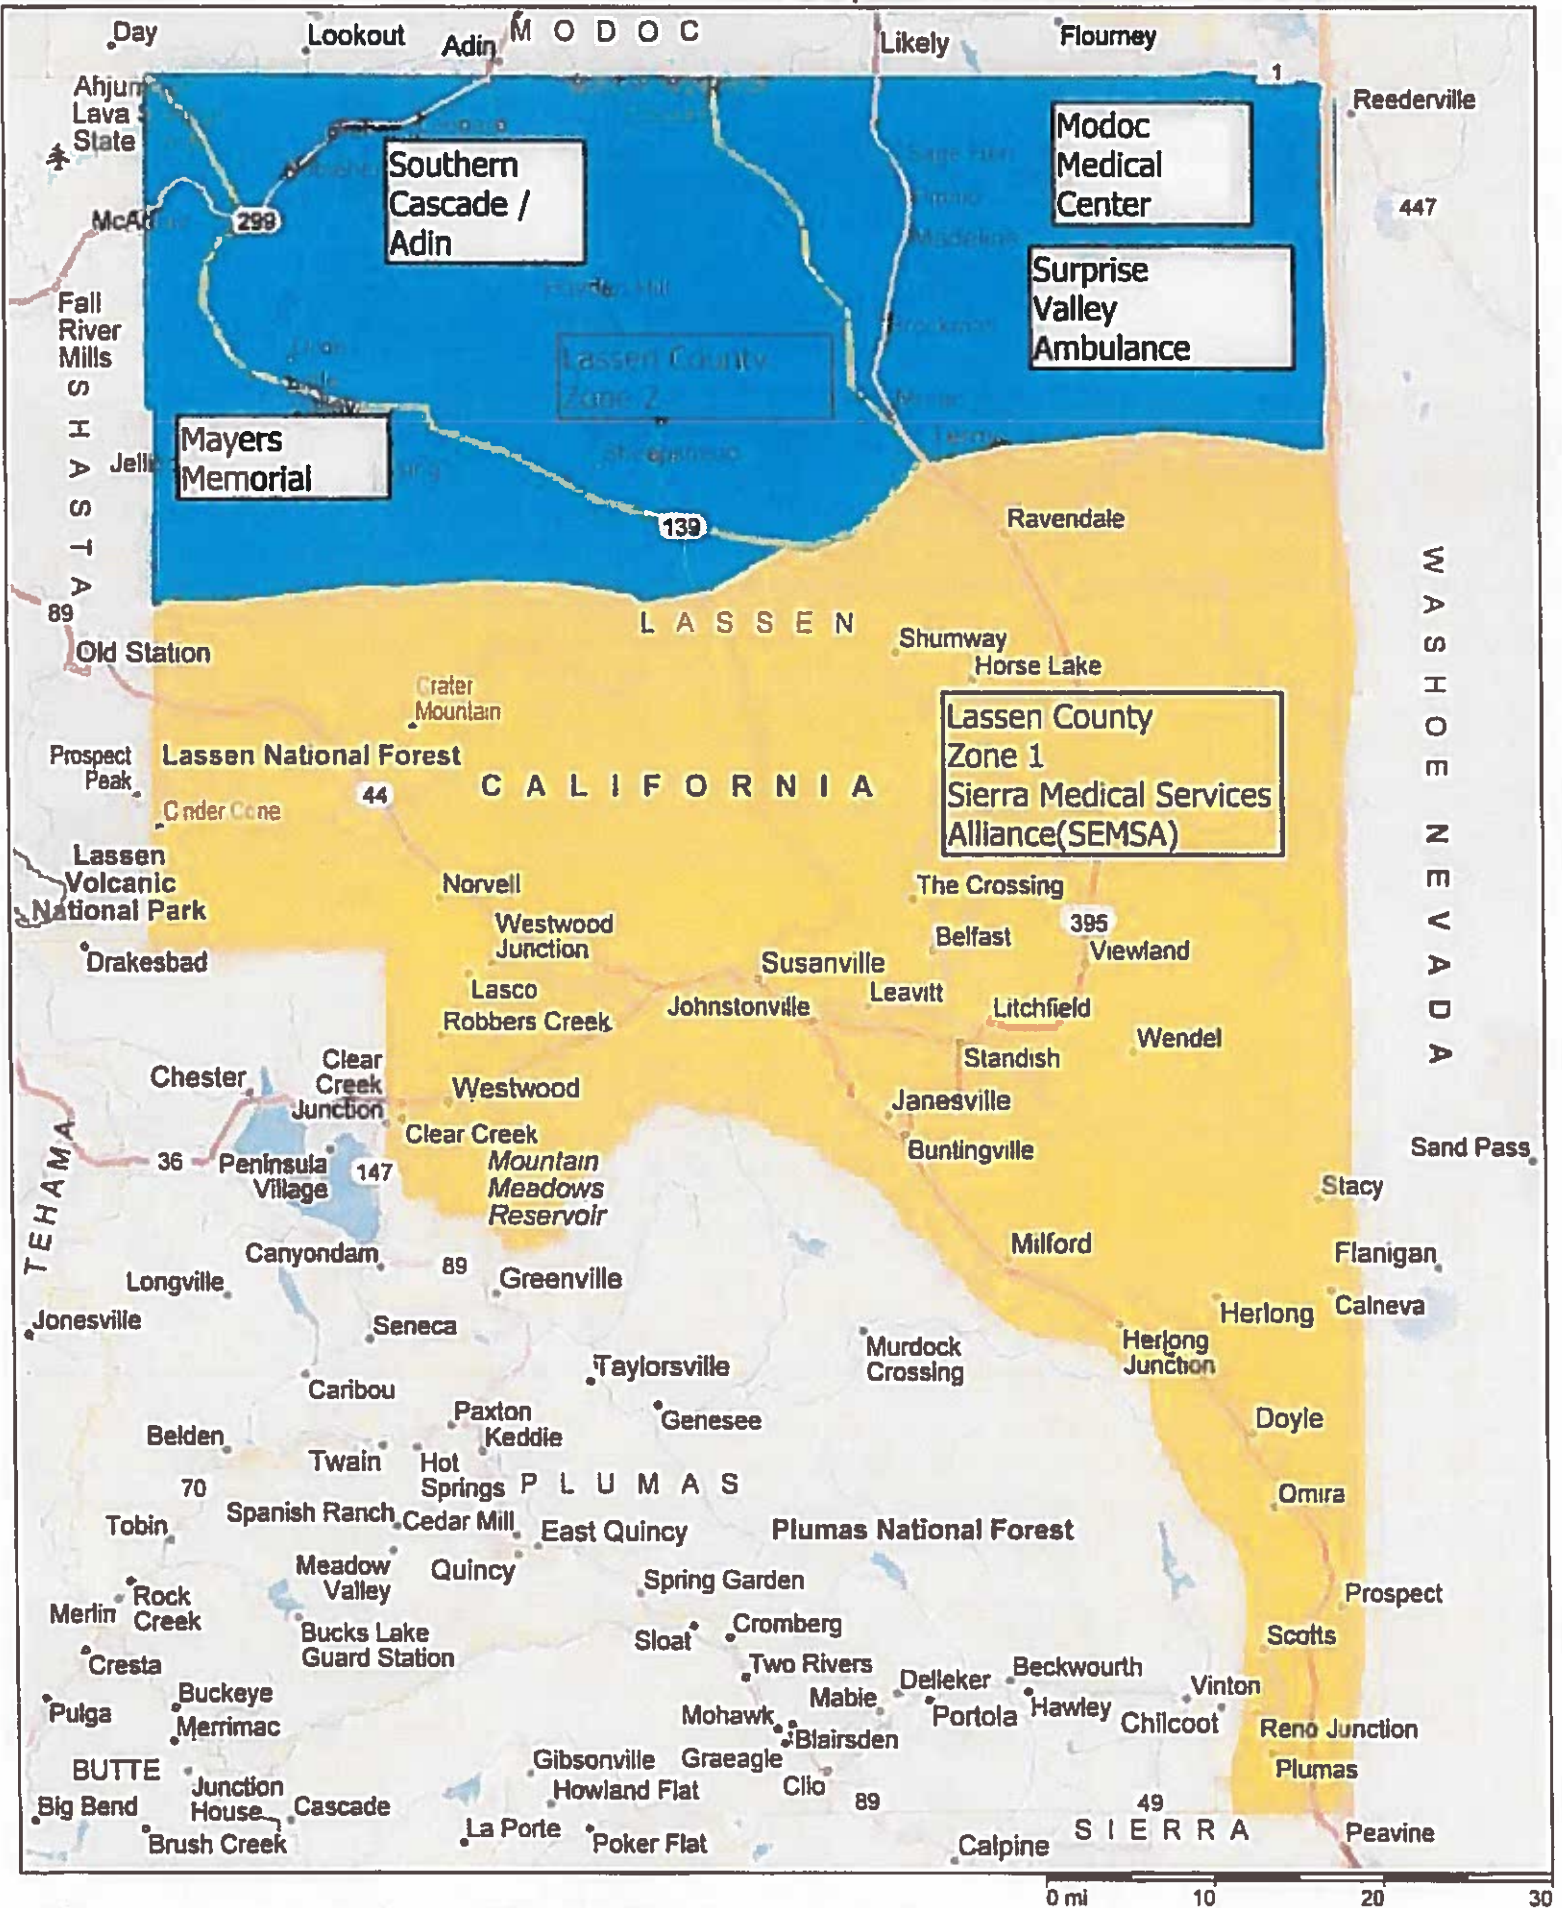 Day
Lookout
Adin
M O D O C
Likely
Flourney
1
Ahjum
Lava
State
Reederville
Southern
Cascade /
Adin
Modoc
Medical
Center
McAr
299
447
Sage Hen
Madeline
Surprise
Valley
Ambulance
Hayden Hill
Fall
River
Mills
Brockman
Lassen County
Zone 2
S H A S T A
Mayers
Memorial
Termo
Jelli
139
Ravendale
W A S H O E
N E V A D A
89
L A S S E N
Old Station
Shumway
Horse Lake
Crater
Mountain
Lassen County
Zone 1
Sierra Medical Services
Alliance(SEMSA)
Prospect
Peak
Lassen National Forest
C A L I F O R N I A
44
Cinder Cone
Lassen
Volcanic
National Park
Norvell
The Crossing
Westwood
Junction
395
Belfast
Viewland
Drakesbad
Susanville
Lasco
Leavitt
Johnstonville
Litchfield
Robbers Creek
Wendel
Standish
Clear
Creek
Junction
Chester
Westwood
Janesville
Clear Creek
Buntingville
Sand Pass
TEHAMA
36
Peninsula
Village
147
Mountain
Meadows
Reservoir
Stacy
Milford
Canyondam
89
Flanigan
Longville
Greenville
Calneva
Herlong
Jonesville
Seneca
Herlong
Junction
Murdock
Crossing
Taylorsville
Caribou
Paxton
Genesee
Doyle
Belden
Keddie
Twain
Hot
Springs
P L U M A S
70
Omira
Spanish Ranch
Cedar Mill
Tobin
East Quincy
Plumas National Forest
Meadow
Valley
Quincy
Spring Garden
Prospect
Rock
Creek
Merlin
Bucks Lake
Guard Station
Cromberg
Sloat
Scotts
Cresta
Two Rivers
Delleker
Beckwourth
Vinton
Buckeye
Mabie
Pulga
Portola
Hawley
Mohawk
Chilcoot
Merrimac
Blairsden
Reno Junction
Graeagle
BUTTE
Gibsonville
Plumas
Junction
House
Clio
Howland Flat
Big Bend
Cascade
89
49
La Porte
Brush Creek
Poker Flat
S I E R R A
Calpine
Peavine
0 mi
10
20
30